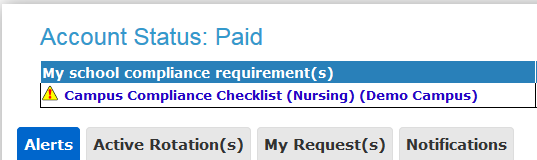 Account Status: Paid
My school compliance requirement(s)
Campus Compliance Checklist (Nursing) (Demo Campus)
Alerts Active Rotation(s) My Request(s) Notifications